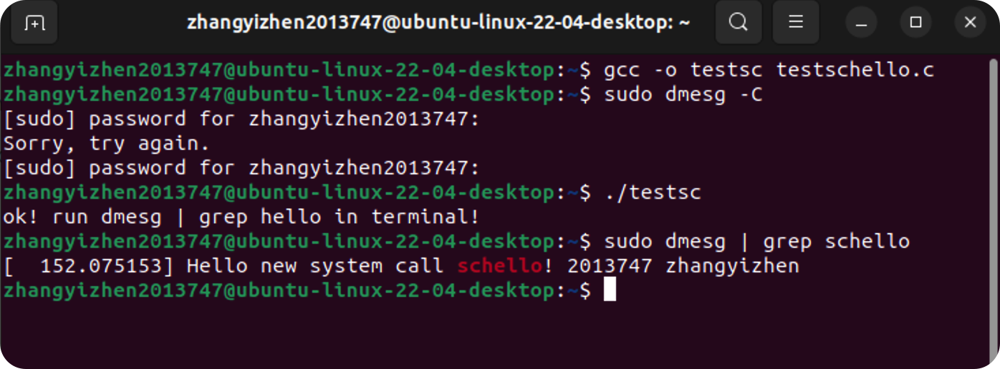 zhangyizhen2013747@ubuntu-linux-22-04-desktop: ~
zhangyizhen2013747@ubuntu-linux-22-04-desktop:~$ gcc -o testsc testschello.c
zhangyizhen2013747@ubuntu-linux-22-04-desktop:~$ sudo dmesg -C
[sudo] password for zhangyizhen2013747:
Sorry, try again.
[sudo] password for zhangyizhen2013747:
zhangyizhen2013747@ubuntu-linux-22-04-desktop:~$ ./testsc
ok! run dmesg | grep hello in terminal!
zhangyizhen2013747@ubuntu-linux-22-04-desktop:~$ sudo dmesg | grep schello
[  152.075153] Hello new system call schello! 2013747 zhangyizhen
zhangyizhen2013747@ubuntu-linux-22-04-desktop:~$